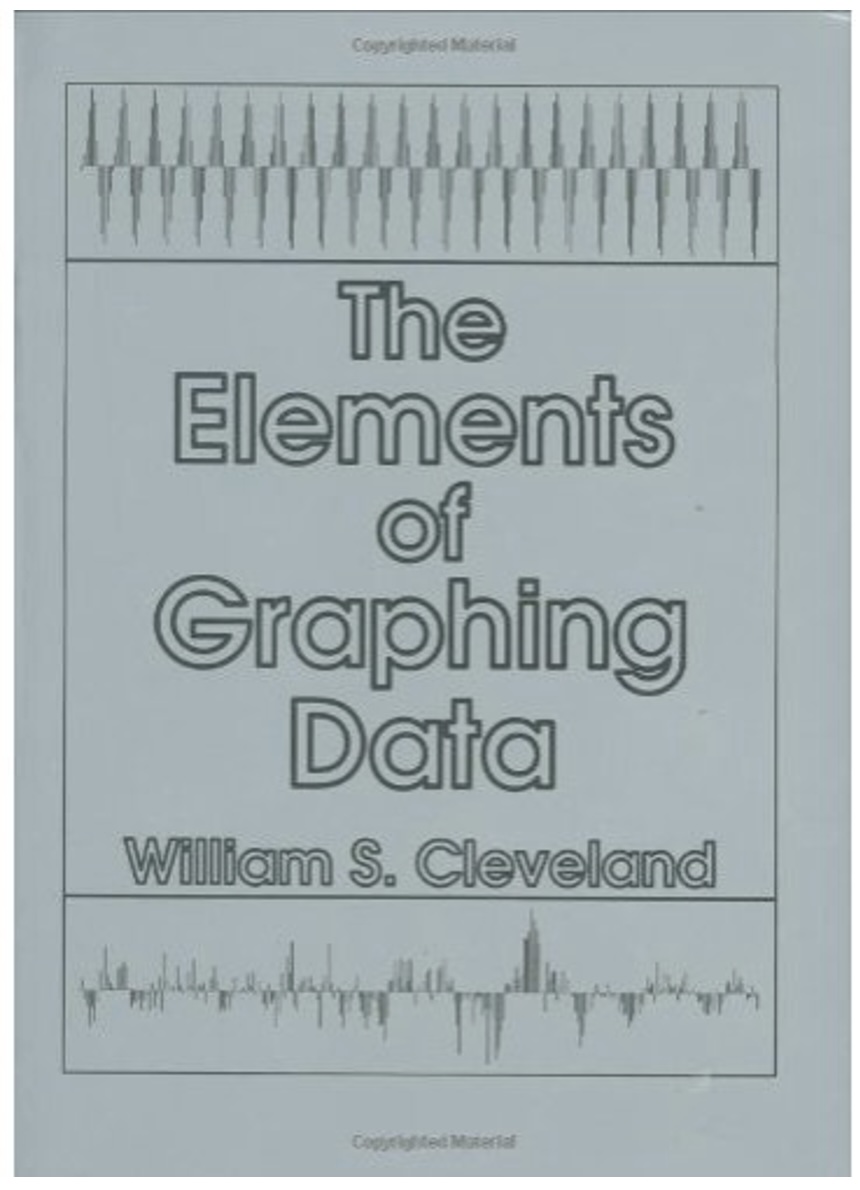 Copyrighted Material
The
Elements
of
Graphing
Data
William S. Cleveland
Copyrighted Material